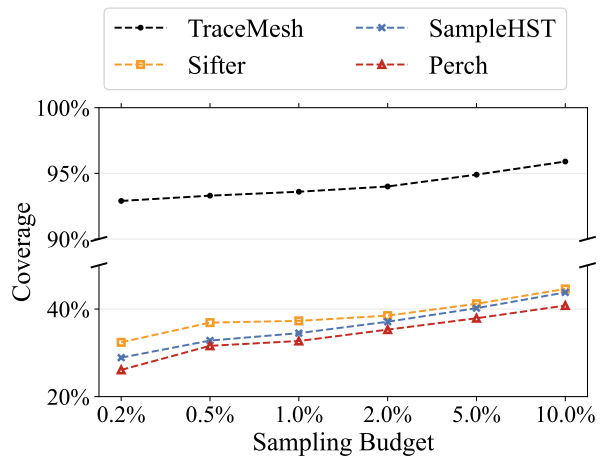 TraceMesh
SampleHST
Sifter
Perch
100%
95%
90%
40%
20%
Coverage
0.2%
0.5%
1.0%
2.0%
5.0%
10.0%
Sampling Budget